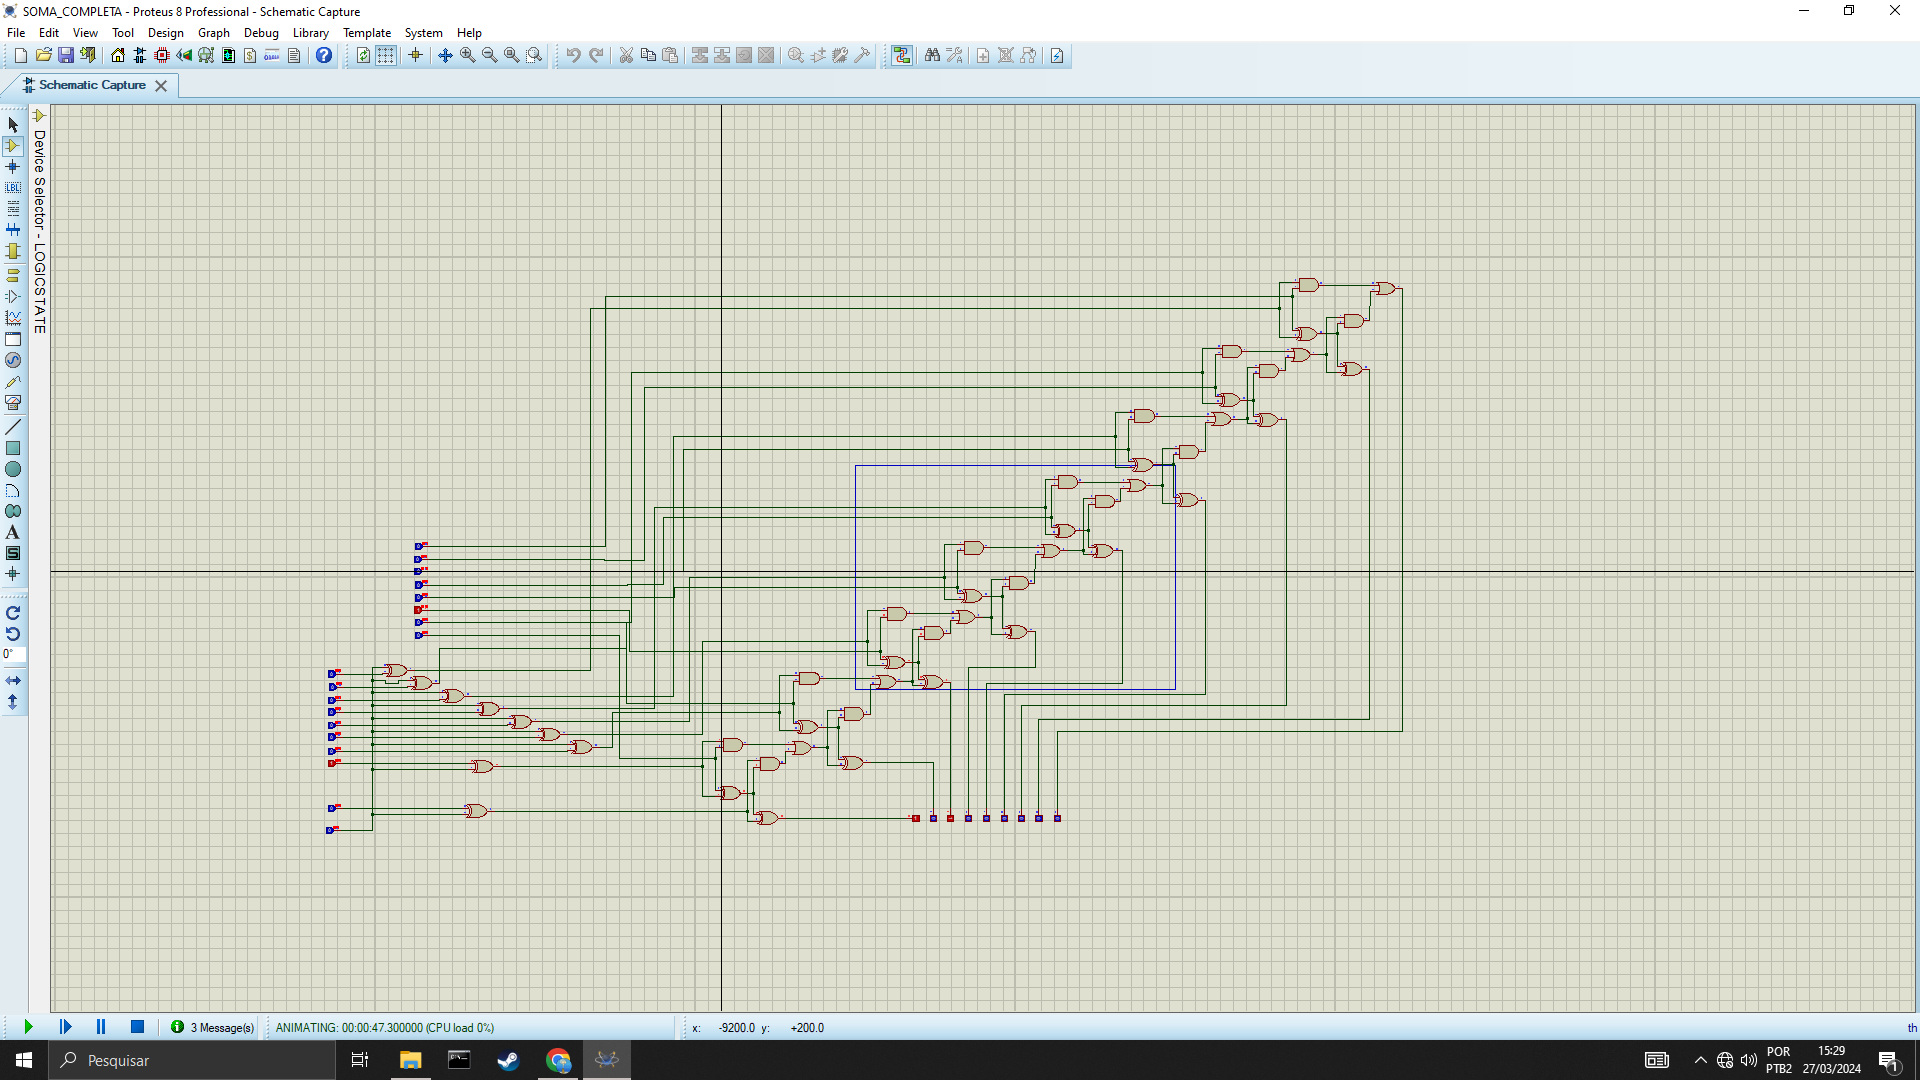 SOMA_COMPLETA - Proteus 8 Professional - Schematic Capture
File Edit View Tool Design Graph Debug Library Template System Help
Schematic Capture
Device Selector - LOGICSTATE
LBL
A
S
0°
3 Message(s)
ANIMATING: 00:00:47.300000 (CPU load 0%)
x: -9200.0 y: +200.0
th
Pesquisar
POR
PTB2
15:29
27/03/2024
1